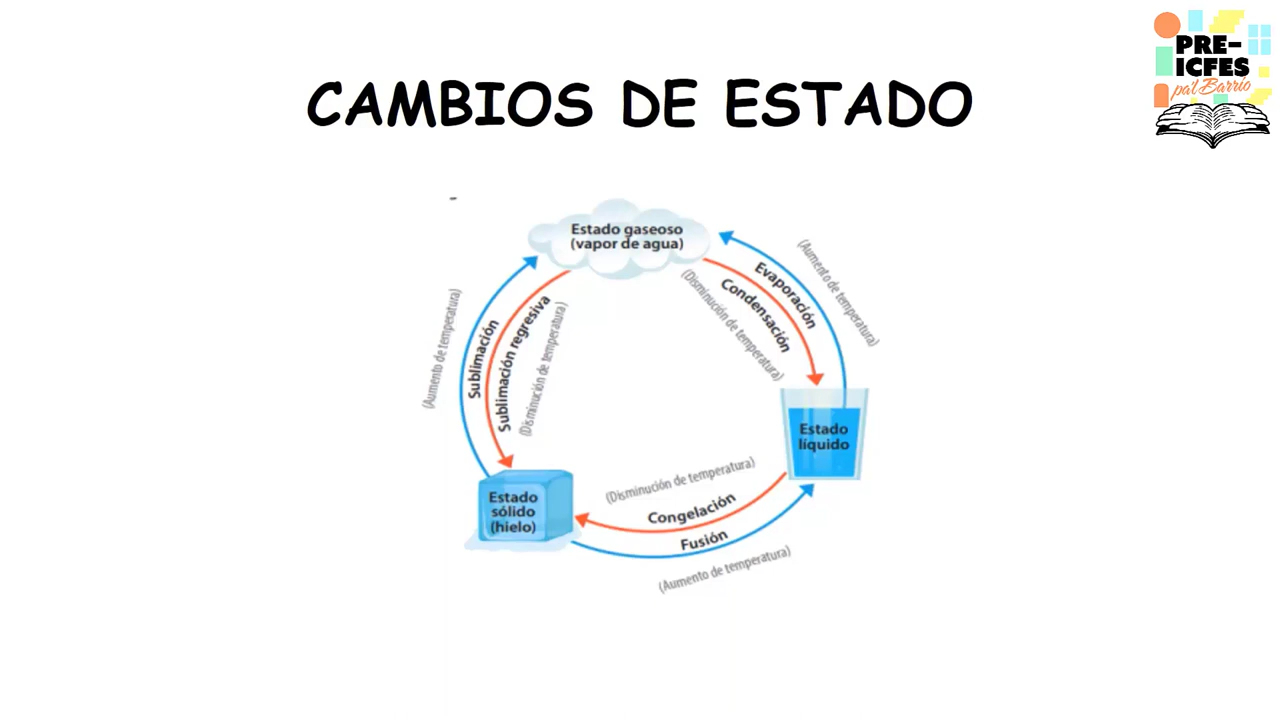 PRE-
ICFES
pa'l Barrio
CAMBIOS DE ESTADO
Estado gaseoso
(vapor de agua)
(Aumento de temperatura)
Sublimación
Sublimación regresiva
(Disminución de temperatura)
(Disminución de temperatura)
Condensación
Evaporación
(Aumento de temperatura)
Estado
líquido
Estado
sólido
(hielo)
(Disminución de temperatura)
Congelación
Fusión
(Aumento de temperatura)